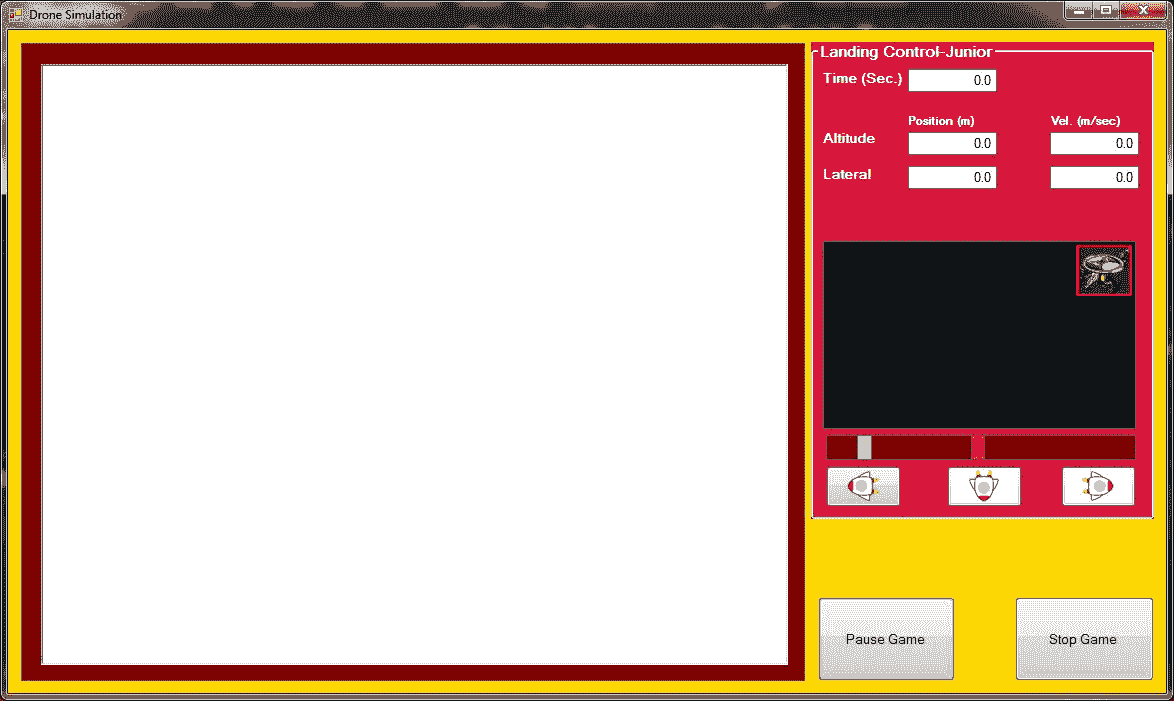 Drone Simulation
Landing Control-Junior
Time (Sec.) 0.0
Position (m) Vel. (m/sec)
Altitude 0.0 0.0
Lateral 0.0 0.0
Pause Game Stop Game